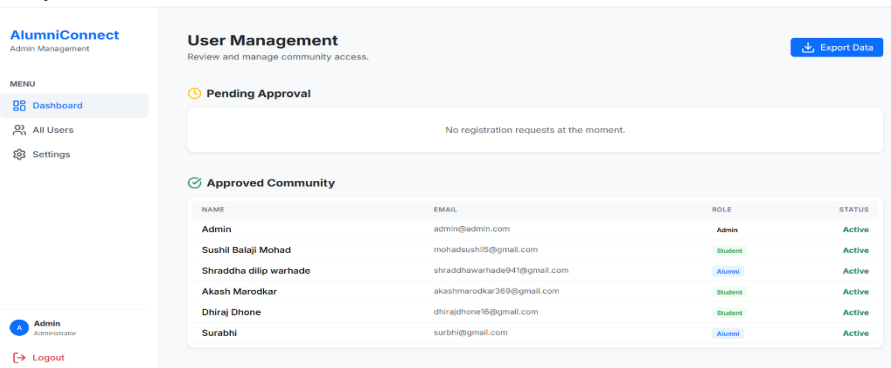 AlumniConnect
Admin Management
MENU
Dashboard
All Users
Settings
A
Admin
Administrator
Logout
User Management
Review and manage community access.
Export Data
Pending Approval
No registration requests at the moment.
Approved Community
NAME EMAIL ROLE STATUS
Admin admin@admin.com Admin Active
Sushil Balaji Mohad mohadsushil5@gmail.com Student Active
Shraddha dilip warhade shraddhawarhade941@gmail.com Alumni Active
Akash Marodkar akashmarodkar369@gmail.com Student Active
Dhiraj Dhone dhirajdhone16@gmail.com Student Active
Surabhi surbhi@gmail.com Alumni Active